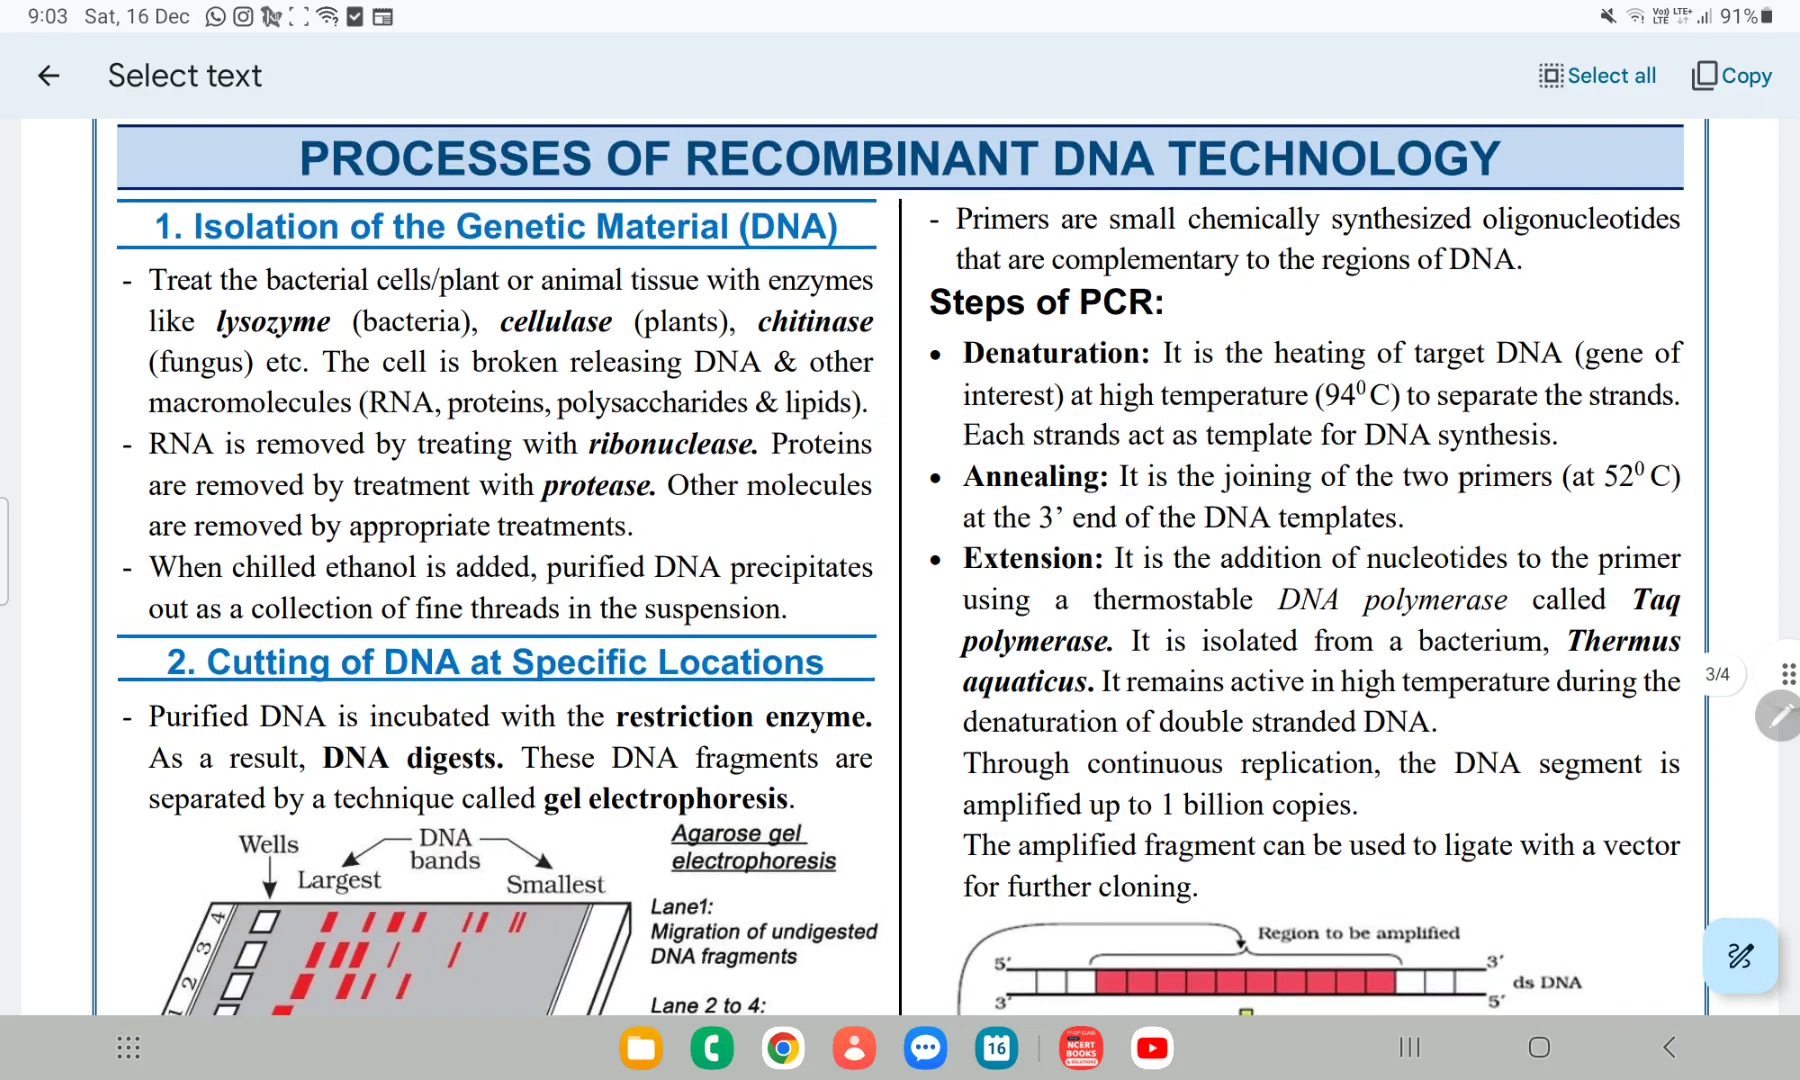 9:03 Sat, 16 Dec
Vo)) LTE LTE+ 91%
Select text
Select all
Copy
PROCESSES OF RECOMBINANT DNA TECHNOLOGY
1. Isolation of the Genetic Material (DNA)
- Treat the bacterial cells/plant or animal tissue with enzymes
like lysozyme (bacteria), cellulase (plants), chitinase
(fungus) etc. The cell is broken releasing DNA & other
macromolecules (RNA, proteins, polysaccharides & lipids).
- RNA is removed by treating with ribonuclease. Proteins
are removed by treatment with protease. Other molecules
are removed by appropriate treatments.
- When chilled ethanol is added, purified DNA precipitates
out as a collection of fine threads in the suspension.
2. Cutting of DNA at Specific Locations
- Purified DNA is incubated with the restriction enzyme.
As a result, DNA digests. These DNA fragments are
separated by a technique called gel electrophoresis.
Wells
DNA
bands
Largest
Smallest
Agarose gel
electrophoresis
4
3
2
1
Lane1:
Migration of undigested
DNA fragments
Lane 2 to 4:
- Primers are small chemically synthesized oligonucleotides
that are complementary to the regions of DNA.
Steps of PCR:
• Denaturation: It is the heating of target DNA (gene of
interest) at high temperature (94⁰ C) to separate the strands.
Each strands act as template for DNA synthesis.
• Annealing: It is the joining of the two primers (at 52⁰ C)
at the 3’ end of the DNA templates.
• Extension: It is the addition of nucleotides to the primer
using a thermostable DNA polymerase called Taq
polymerase. It is isolated from a bacterium, Thermus
aquaticus. It remains active in high temperature during the
denaturation of double stranded DNA.
Through continuous replication, the DNA segment is
amplified up to 1 billion copies.
The amplified fragment can be used to ligate with a vector
for further cloning.
Region to be amplified
5′ 3′
ds DNA
3′ 5′
3/4
16
NCERT
BOOKS